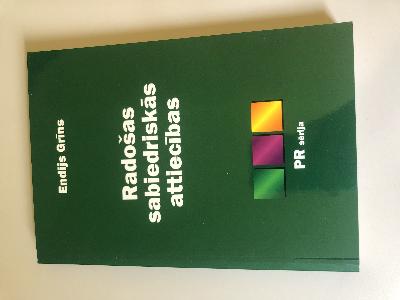 Endijs Grīns
Radošas
sabiedriskās
attiecības
PR sērija